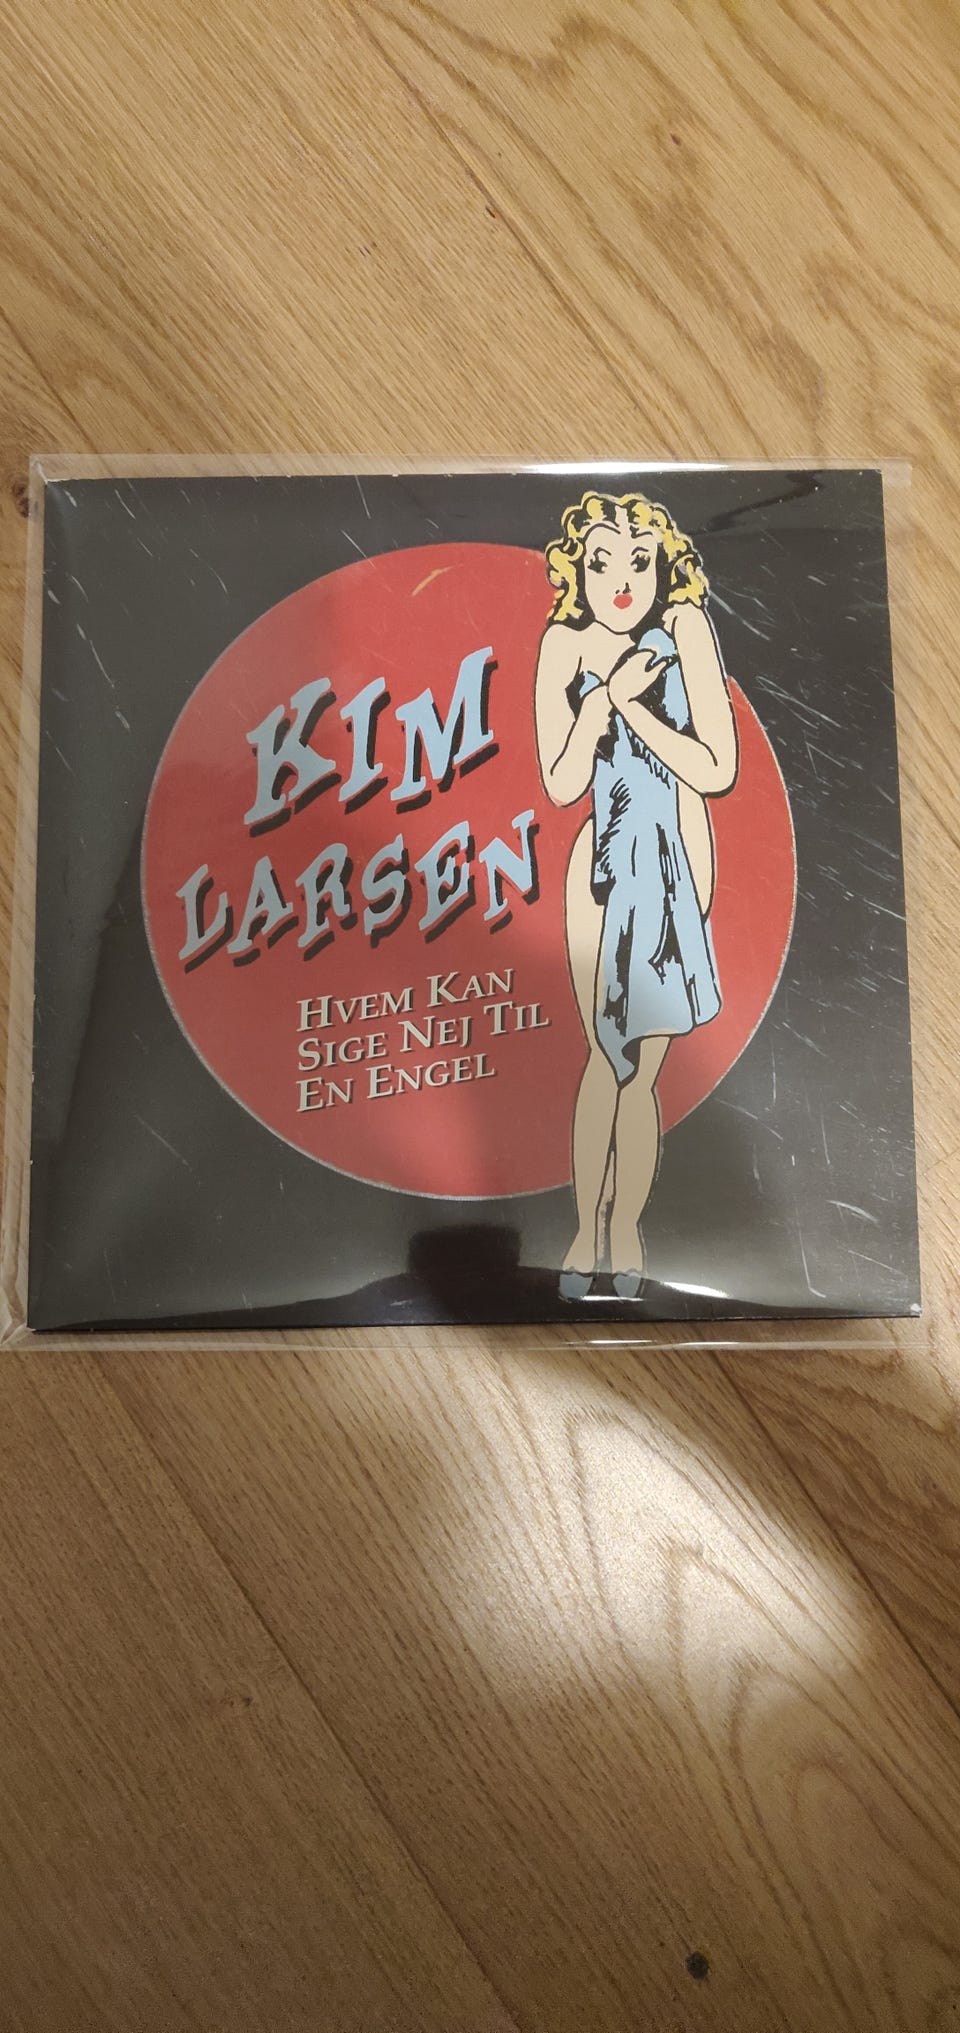 KIM
LARSEN
HVEM KAN
SIGE NEJ TIL
EN ENGEL